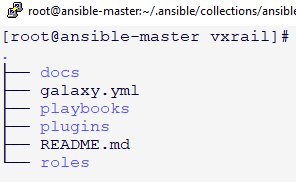 root@ansible-master:~/.ansible/collections/ansible
[root@ansible-master vxrail]#
.
├── docs
├── galaxy.yml
├── playbooks
├── plugins
├── README.md
└── roles